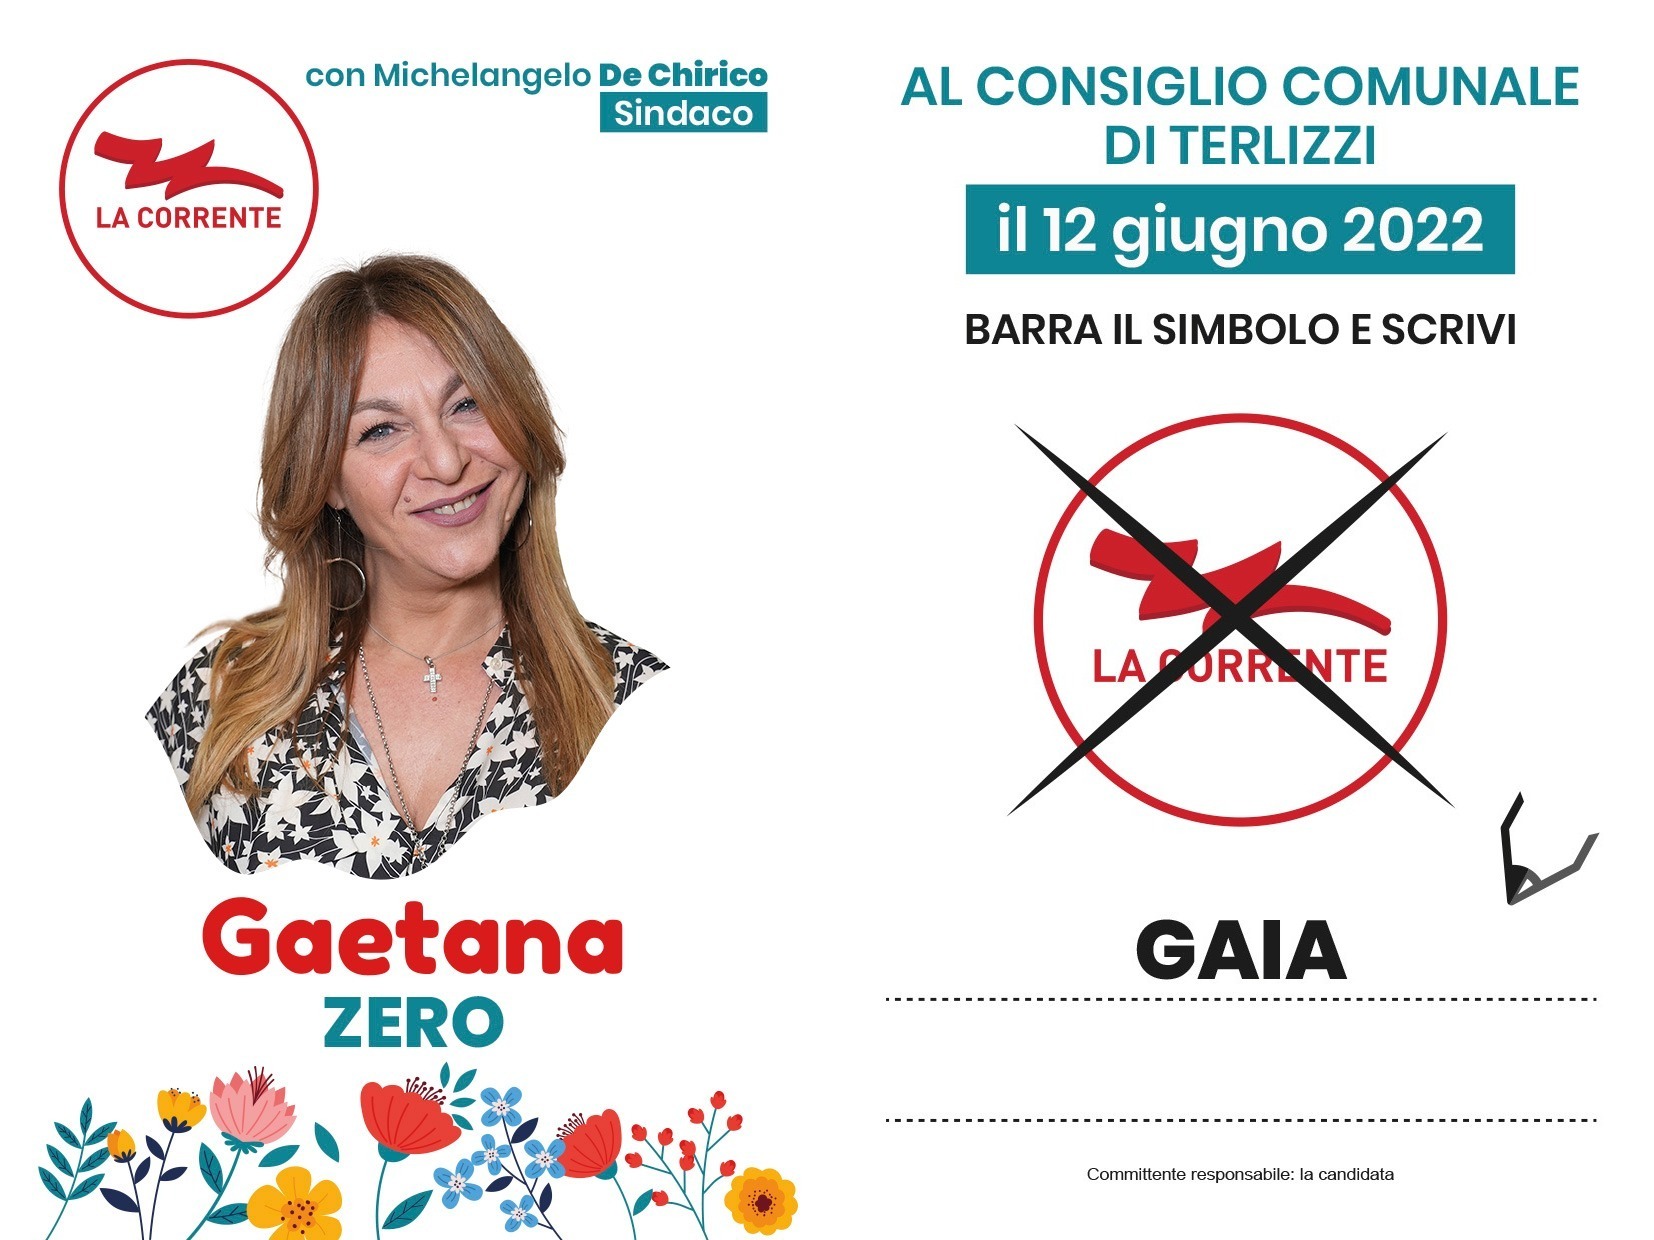 con Michelangelo De Chirico
Sindaco
LA CORRENTE
Gaetana
ZERO
AL CONSIGLIO COMUNALE
DI TERLIZZI
il 12 giugno 2022
BARRA IL SIMBOLO E SCRIVI
LA CORRENTE
GAIA
Committente responsabile: la candidata